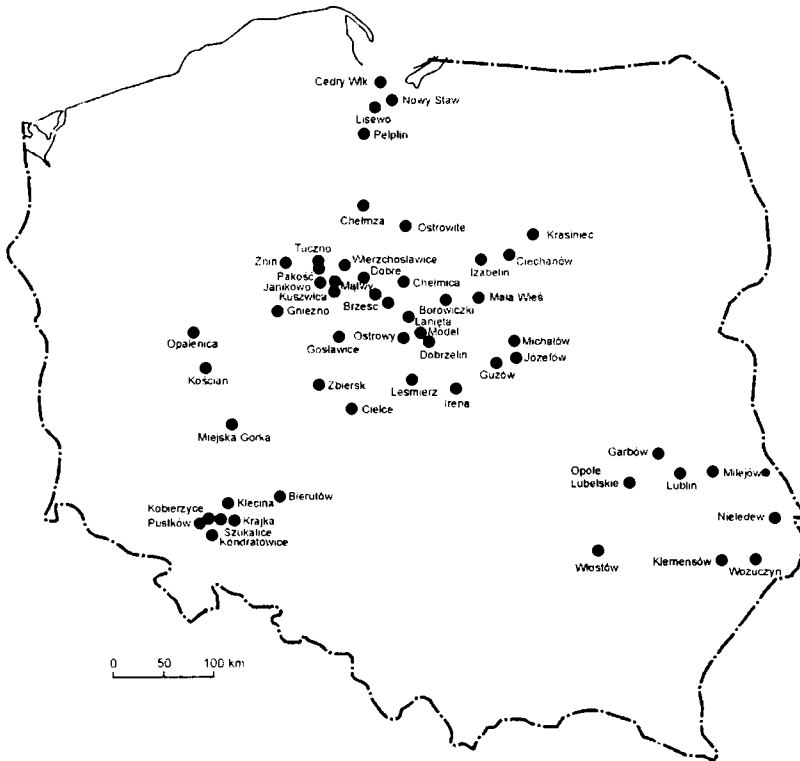 Cedry Wlk
Nowy Staw
Lisewo
Pelplin
Chełmza
Ostrowite
Krasiniec
Tuczno
Żnin
Wierzchosławice
Izabelin
Ciechanów
Pakość
Dobre
Janikowo
Mątwy
Chełmica
Kuszwica
Brześć
Borowiczki
Mała Wieś
Gniezno
Łanięta
Opalenica
Gosławice
Ostrowy
Model
Dobrzelin
Michałów
Józefów
Guzów
Kościan
Zbiersk
Leśmierz
Irena
Cielce
Miejska Górka
Garbów
Opole
Lubelskie
Lublin
Milejów
Bierutów
Klecina
Kobierzyce
Pustków
Krajka
Szukalice
Kondratowice
Nieledew
Włostów
Klemensów
Wożuczyn
0 50 100 km